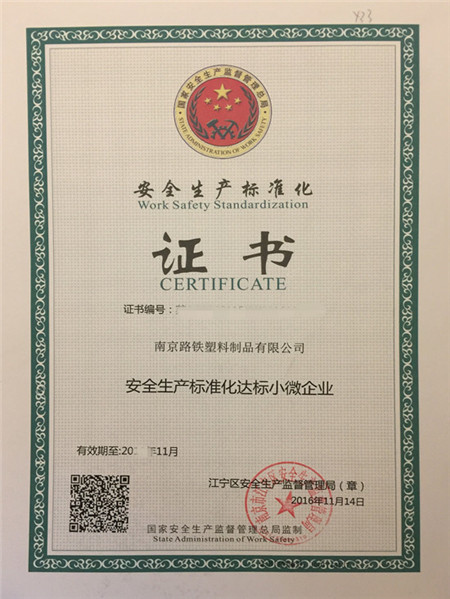 Y23
国家安全生产监督管理总局
STATE ADMINISTRATION OF WORK SAFETY
安全生产标准化
Work Safety Standardization
证书
CERTIFICATE
证书编号：
南京路铁塑料制品有限公司
安全生产标准化达标小微企业
有效期至:20 年11月
江宁区安全生产监督管理局（章）
2016年11月14日
国家安全生产监督管理总局监制
State Administration of Work Safety